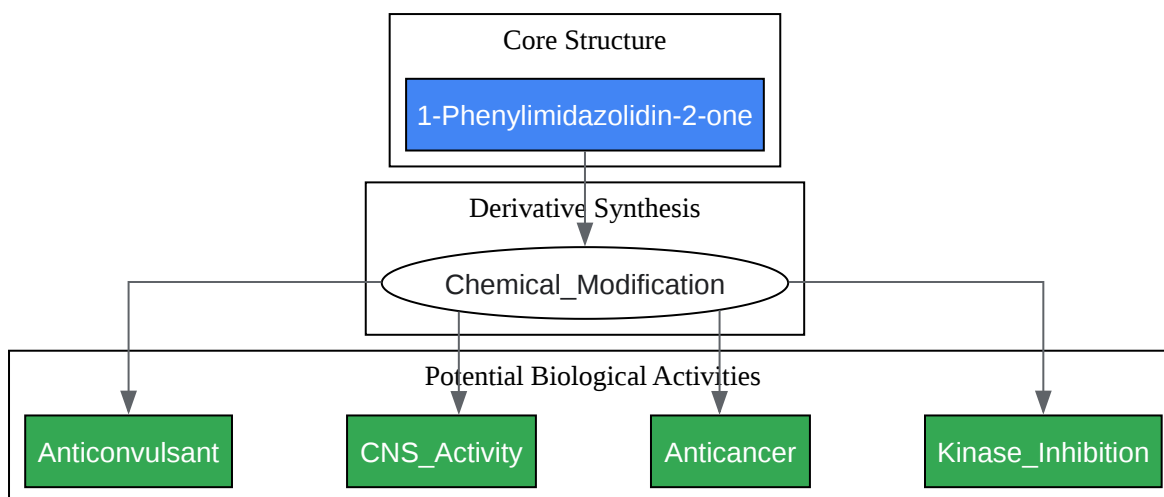 Core Structure
1-Phenylimidazolidin-2-one
Derivative Synthesis
Chemical_Modification
Potential Biological Activities
Anticonvulsant
CNS_Activity
Anticancer
Kinase_Inhibition